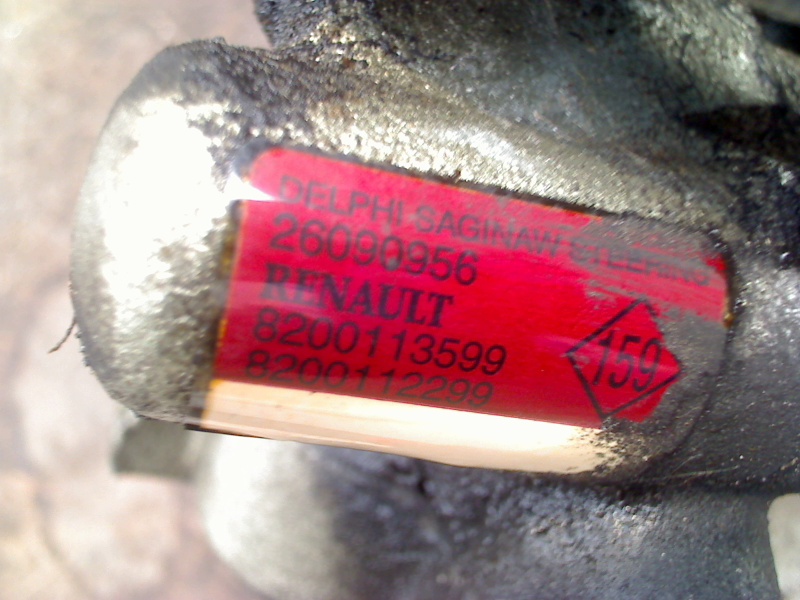 DELPHI SAGINAW STEERING
26090956
RENAULT
8200113599
8200112299
159